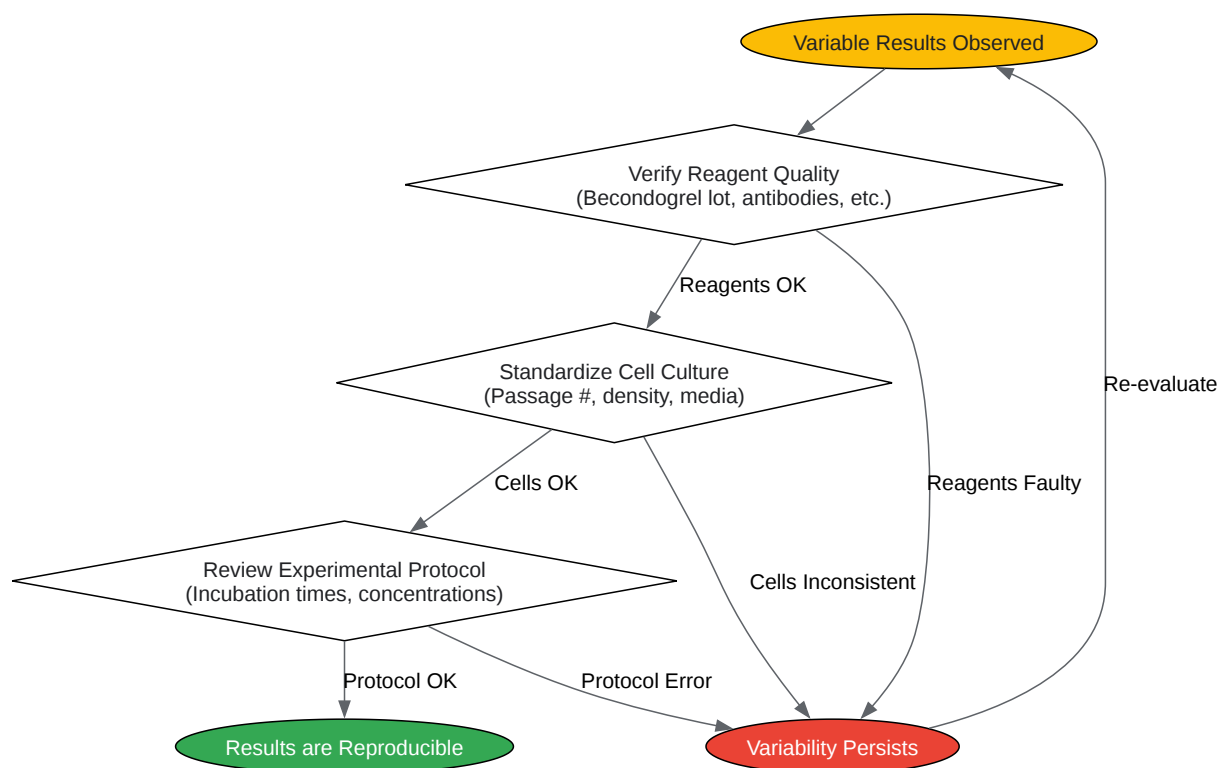 Variable Results Observed
Verify Reagent Quality
(Becondogrel lot, antibodies, etc.)
Reagents OK
Standardize Cell Culture
(Passage #, density, media)
Re-evaluate
Cells OK
Reagents Faulty
Review Experimental Protocol
(Incubation times, concentrations)
Cells Inconsistent
Protocol OK
Protocol Error
Results are Reproducible
Variability Persists